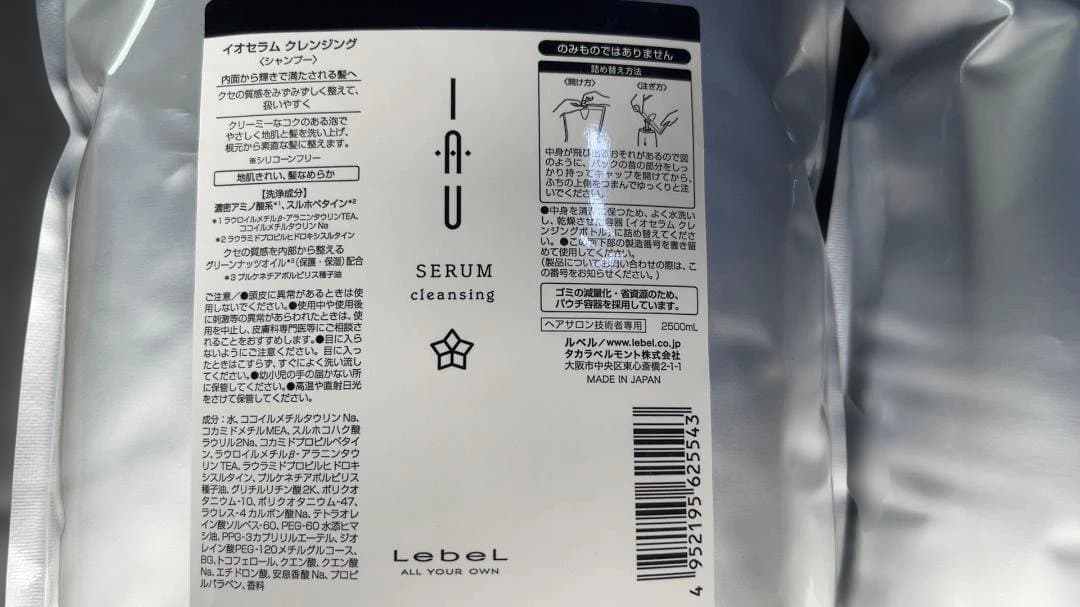 イオセラム クレンジング
〈シャンプー〉
内面から輝きで満たされる髪へ
クセの質感をみずみずしく整えて、
扱いやすく
クリーミーなコクのある泡で
やさしく地肌と髪を洗い上げ、
根元から素直な髪に整えます。
※シリコーンフリー
地肌きれい、髪なめらか
【洗浄成分】
濃密アミノ酸系*1、スルホベタイン*2
*1 ラウロイルメチルβ-アラニンタウリンTEA、
ココイルメチルタウリンNa
*2 ラウラミドプロピルヒドロキシスルタイン
クセの質感を内部から整える
グリーンナッツオイル*3(保護・保湿)配合
*3 プルケネチアボルビリス種子油
ご注意/●頭皮に異常があるときは使
用しないでください。●使用中や使用後
に刺激等の異常があらわれたときは、使
用を中止し、皮膚科専門医等にご相談さ
れることをおすすめします。●目に入ら
ないようにご注意ください。目に入っ
たときはこすらず、すぐによく洗い流し
てください。●幼小児の手の届かない所
に保管してください。●高温や直射日光
をさけて保管してください。
成分:水、ココイルメチルタウリンNa、
コカミドメチルMEA、スルホコハク酸
ラウリル2Na、コカミドプロピルベタイ
ン、ラウロイルメチルβ-アラニンタウ
リンTEA、ラウラミドプロピルヒドロキ
シスルタイン、プルケネチアボルビリス
種子油、グリチルリチン酸2K、ポリクオ
タニウム-10、ポリクオタニウム-47、
ラウレス-4カルボン酸Na、テトラオレ
イン酸ソルベス-60、PEG-60水添ヒマ
シ油、PPG-3カプリリルエーテル、ジオ
レイン酸PEG-120メチルグルコース、
BG、トコフェロール、クエン酸、クエン酸
Na、エチドロン酸、安息香酸Na、プロピ
ルパラベン、香料
I
A
U
SERUM
cleansing
LebeL
ALL YOUR OWN
のみものではありません
詰め替え方法
〈開け方〉 〈注ぎ方〉
中身が飛び出るおそれがあるので図
のように、パックの首の部分をしっ
かり持ってキャップを開けてから、
ふちの上側をつまんでゆっくりと注
いでください。
●中身を清潔に保つため、よく水洗い
し、乾燥させた容器〔イオセラム クレ
ンジングボトル〕に詰め替えてくださ
い。●この面下部の製造番号を書き留
めて使用してください。
(製品についてお問い合わせの際は、こ
の番号をお知らせください。)
ゴミの減量化・省資源のため、
パウチ容器を採用しています。
ヘアサロン技術者専用 2500mL
ルベル/www.lebel.co.jp
タカラベルモント株式会社
大阪市中央区東心斎橋2-1-1
MADE IN JAPAN
4 952195 625543